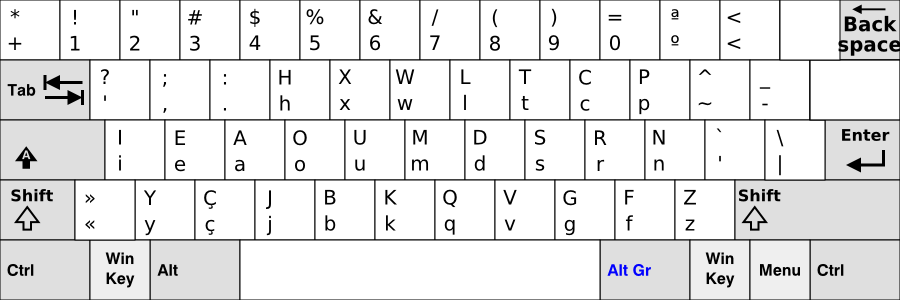 * ! " # $ % & / ( ) = ª < Back
+ 1 2 3 4 5 6 7 8 9 0 º < space
Tab ? ; : H X W L T C P ^ _
' , . h x w l t c p ~ -
A I E A O U M D S R N ` \ Enter
i e a o u m d s r n ' |
Shift » Y Ç J B K Q V G F Z Shift
« y ç j b k q v g f z
Ctrl Win Key Alt Alt Gr Win Key Menu Ctrl